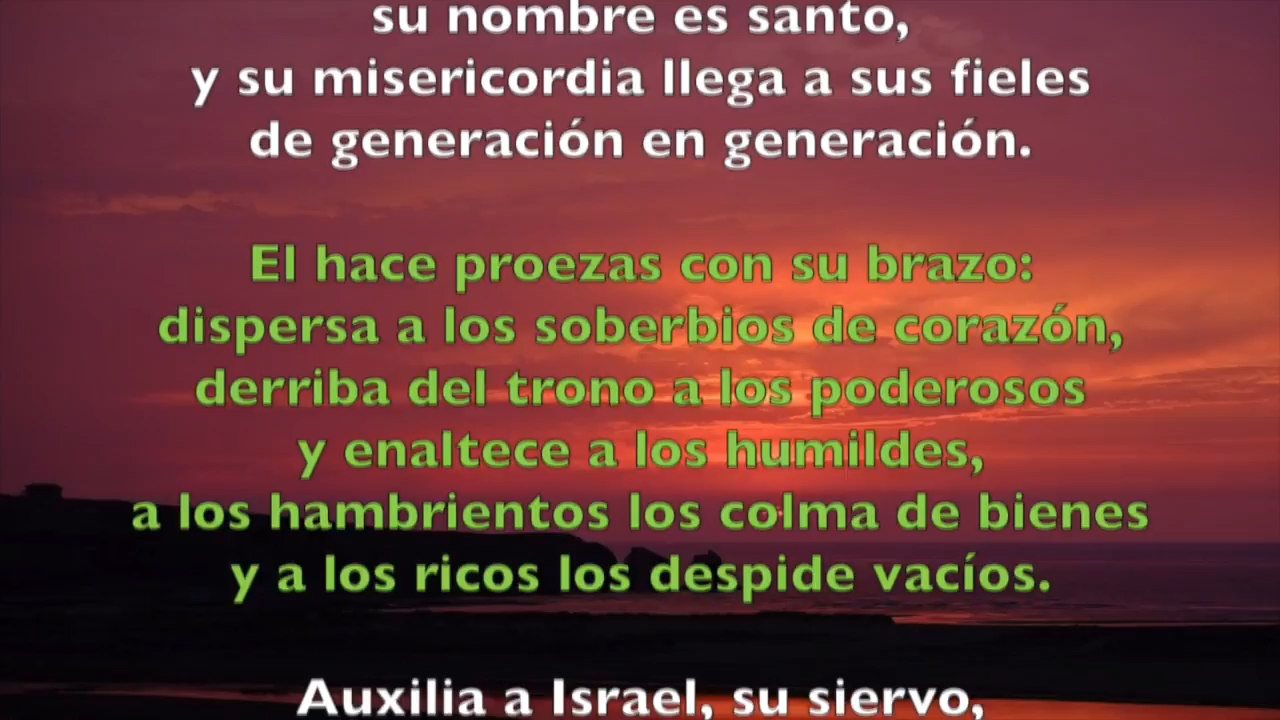 su nombre es santo,
y su misericordia llega a sus fieles
de generación en generación.
El hace proezas con su brazo:
dispersa a los soberbios de corazón,
derriba del trono a los poderosos
y enaltece a los humildes,
a los hambrientos los colma de bienes
y a los ricos los despide vacíos.
Auxilia a Israel, su siervo,